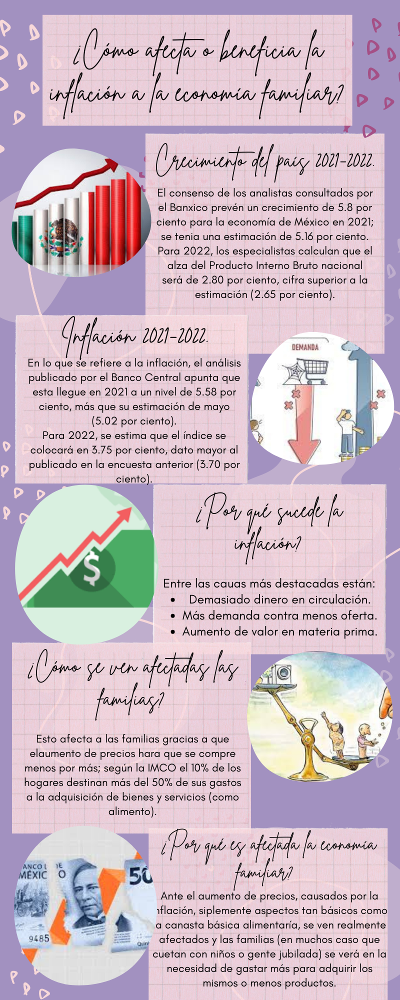 ¿Cómo afecta o beneficia la
inflación a la economía familiar?
Crecimiento del país 2021-2022.
El consenso de los analistas consultados por
el Banxico prevén un crecimiento de 5.8 por
ciento para la economía de México en 2021;
se tenia una estimación de 5.16 por ciento.
Para 2022, los especialistas calculan que el
alza del Producto Interno Bruto nacional
será de 2.80 por ciento, cifra superior a la
estimación (2.65 por ciento).
Inflación 2021-2022.
En lo que se refiere a la inflación, el análisis
publicado por el Banco Central apunta que
esta llegue en 2021 a un nivel de 5.58 por
ciento, más que su estimación de mayo
(5.02 por ciento).
Para 2022, se estima que el índice se
colocará en 3.75 por ciento, dato mayor al
publicado en la encuesta anterior (3.70 por
ciento).
DEMANDA
¿Por qué sucede la
inflación?
$
Entre las cauas más destacadas están:
• Demasiado dinero en circulación.
• Más demanda contra menos oferta.
• Aumento de valor en materia prima.
¿Cómo se ven afectadas las
familias?
Esto afecta a las familias gracias a que
elaumento de precios hara que se compre
menos por más; según la IMCO el 10% de los
hogares destinan más del 50% de sus gastos
a la adquisición de bienes y servicios (como
alimento).
¿Por qué es afectada la economía
familiar?
ANCO DE
MÉXICO
50
9485
Ante el aumento de precios, causados por la
nflación, siplemente aspectos tan básicos como
a canasta básica alimentaría, se ven realmente
afectados y las familias (en muchos caso que
cuetan con niños o gente jubilada) se verá en la
necesidad de gastar más para adquirir los
mismos o menos productos.